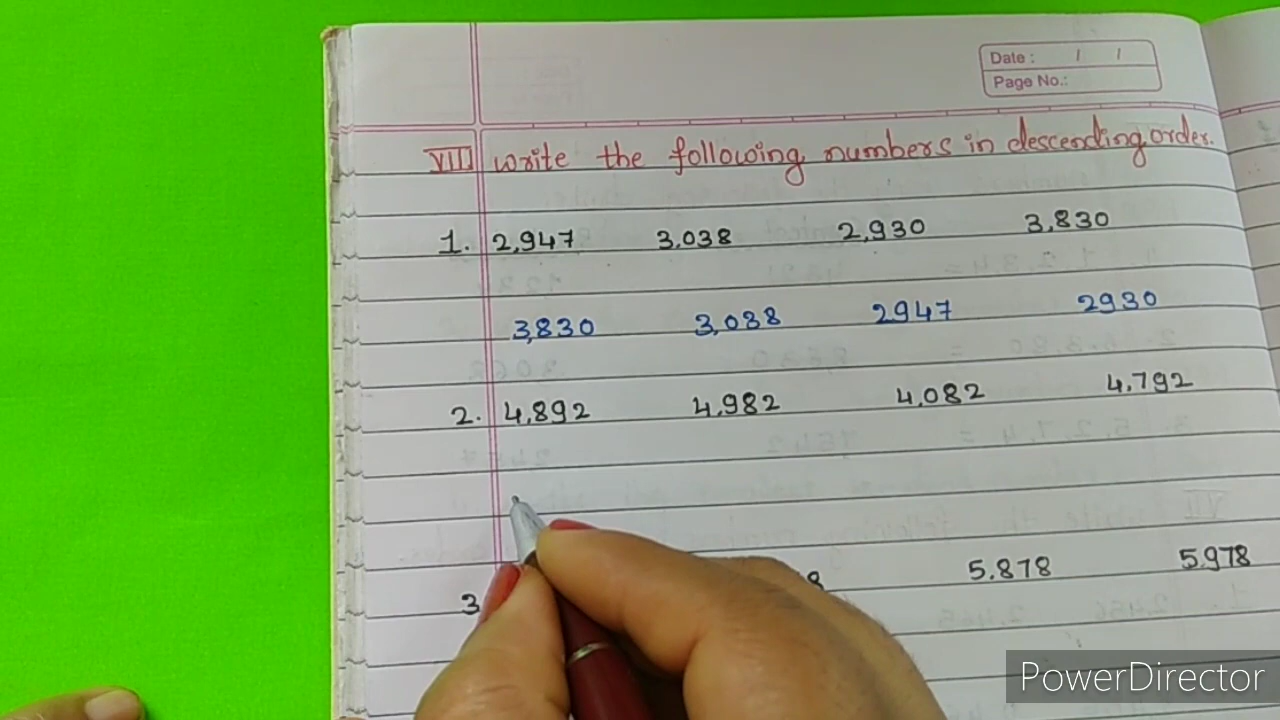 Date : / /
Page No.:
VIII write the following numbers in descending order.
1. 2,947 3,038 2,930 3,830
3,830 3,038 2947 2930
2. 4,892 4,982 4,082 4,792
3 8 5,878 5,978
PowerDirector